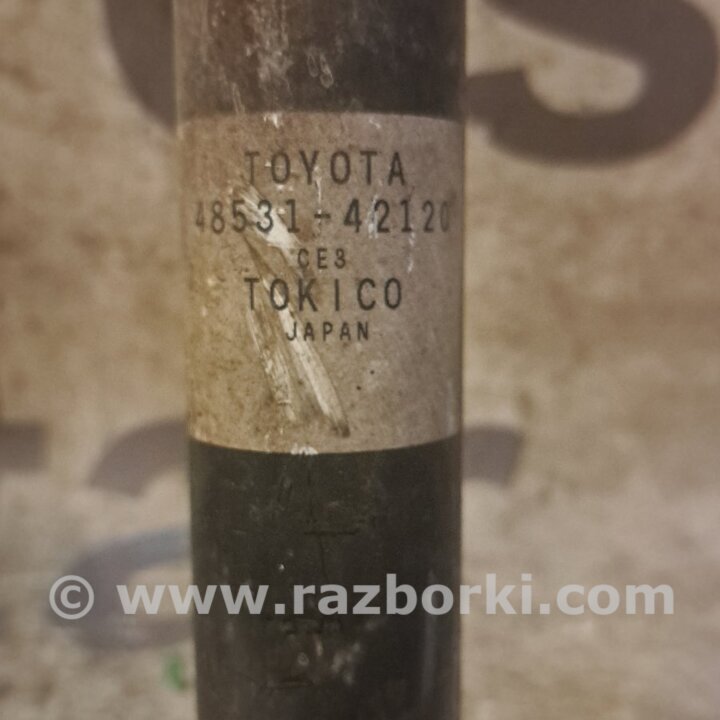 TOYOTA
48531-42120
CE3
TOKICO
JAPAN
© www.razborki.com